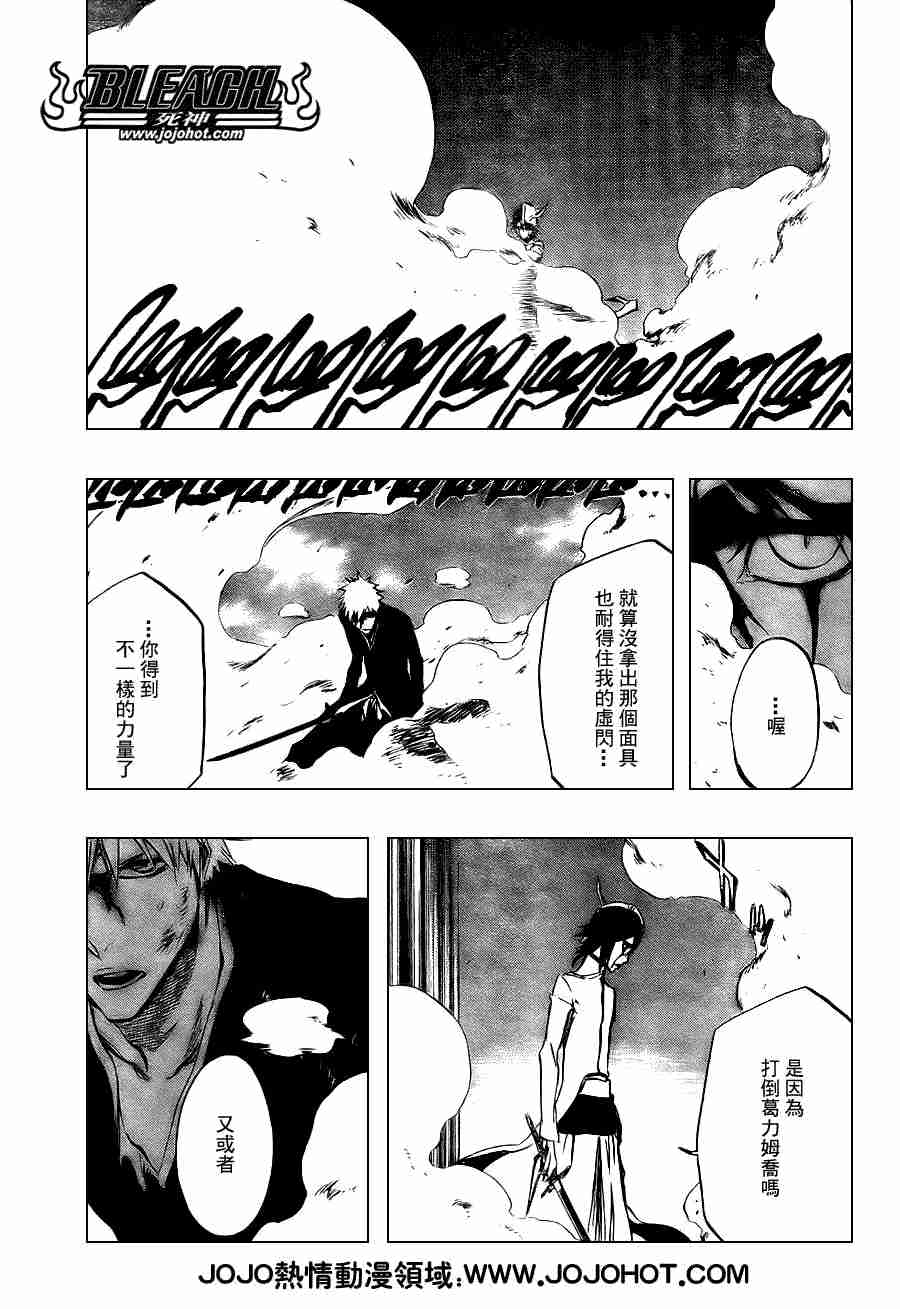 BLEACH
死神
www.jojohot.com
…喔
就算沒拿出那個面具
也耐得住我的虛閃…
…你得到
不一樣的力量了
是因為
打倒葛力姆喬嗎
又或者
JOJO熱情動漫領域:WWW.JOJOHOT.COM